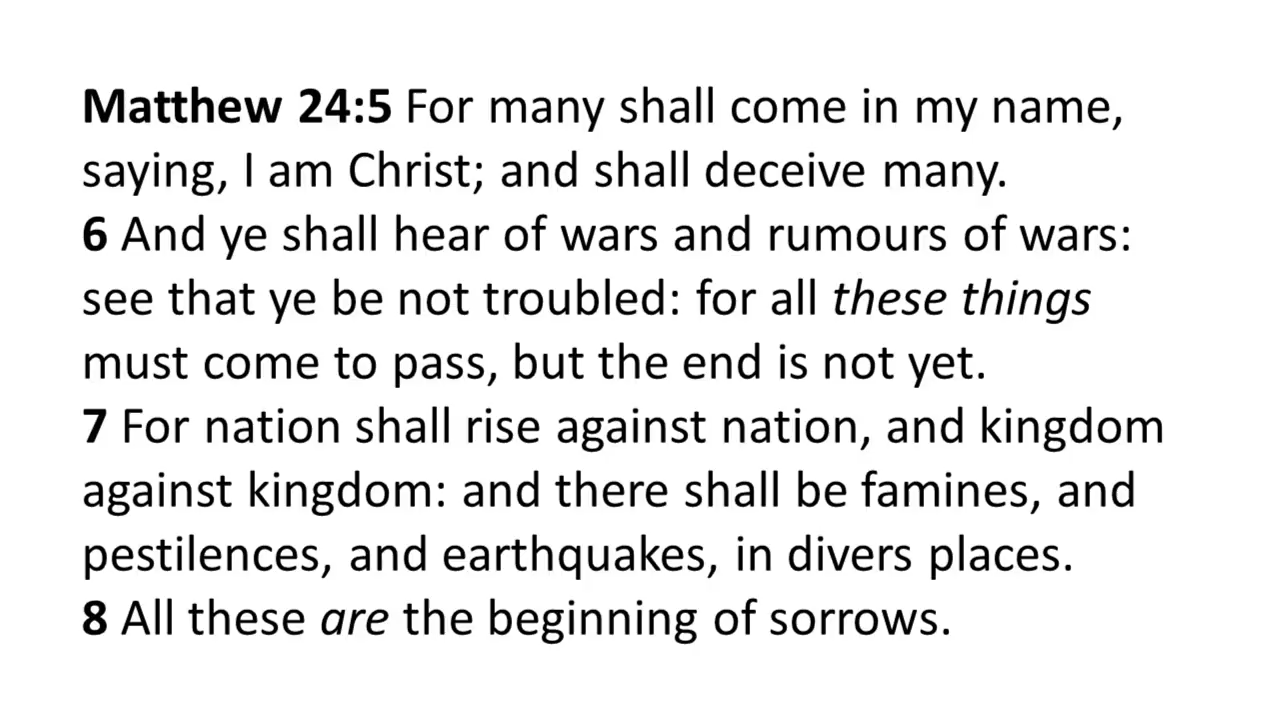 Matthew 24:5 For many shall come in my name,
saying, I am Christ; and shall deceive many.
6 And ye shall hear of wars and rumours of wars:
see that ye be not troubled: for all these things
must come to pass, but the end is not yet.
7 For nation shall rise against nation, and kingdom
against kingdom: and there shall be famines, and
pestilences, and earthquakes, in divers places.
8 All these are the beginning of sorrows.